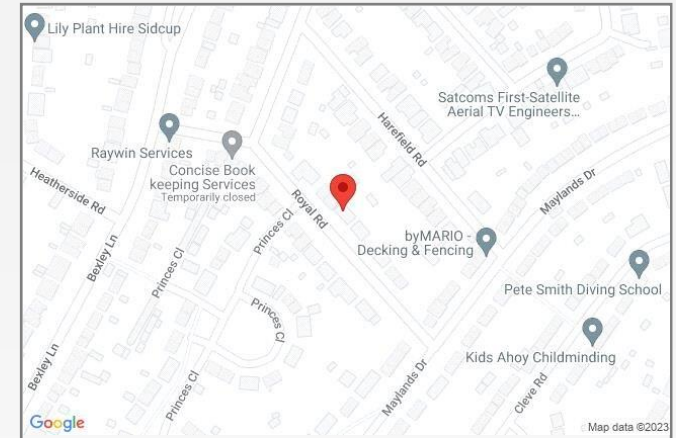 Lily Plant Hire Sidcup
Satcoms First-Satellite
Aerial TV Engineers...
Harefield Rd
Raywin Services
Concise Book
keeping Services
Temporarily closed
Heatherside Rd
Maylands Dr
Royal Rd
Princes Cl
byMARIO -
Decking & Fencing
Bexley Ln
Princes Cl
Pete Smith Diving School
Princes Cl
Kids Ahoy Childminding
Bexley Ln
Maylands Dr
Cleve Rd
Princes Cl
Google
Map data ©2023